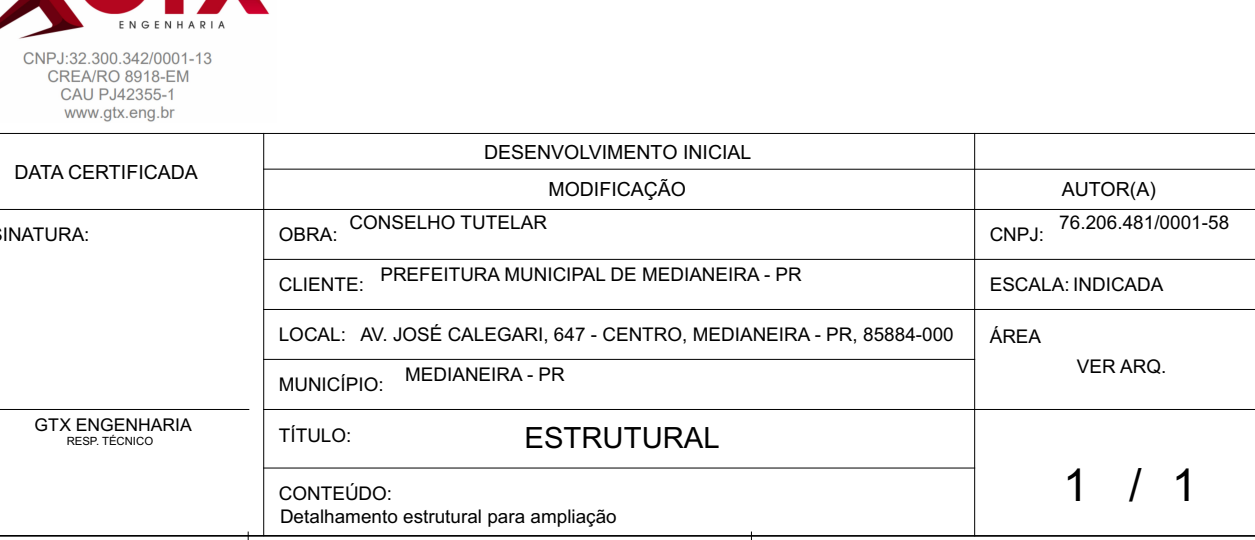 ENGENHARIA
CNPJ:32.300.342/0001-13
CREA/RO 8918-EM
CAU PJ42355-1
www.gtx.eng.br
DATA CERTIFICADA
DESENVOLVIMENTO INICIAL
MODIFICAÇÃO
AUTOR(A)
SINATURA:
OBRA: CONSELHO TUTELAR
CNPJ: 76.206.481/0001-58
CLIENTE: PREFEITURA MUNICIPAL DE MEDIANEIRA - PR
ESCALA: INDICADA
LOCAL: AV. JOSÉ CALEGARI, 647 - CENTRO, MEDIANEIRA - PR, 85884-000
ÁREA
VER ARQ.
MUNICÍPIO: MEDIANEIRA - PR
GTX ENGENHARIA
RESP. TÉCNICO
TÍTULO: ESTRUTURAL
CONTEÚDO:
Detalhamento estrutural para ampliação
1 / 1